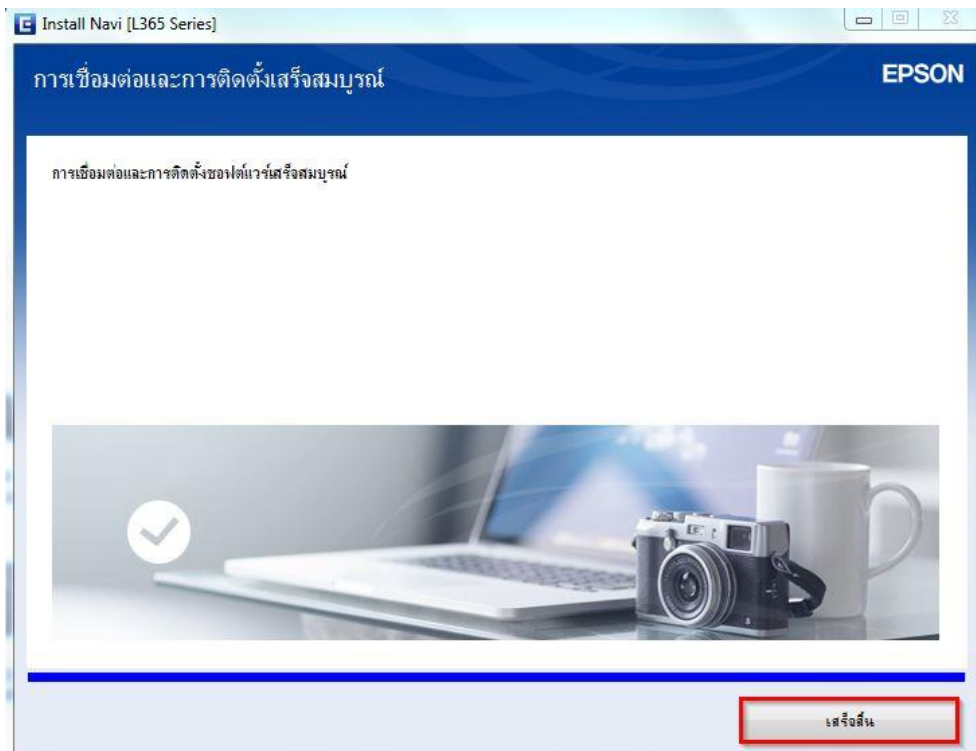 Install Navi [L365 Series]
การเชื่อมต่อและการติดตั้งเสร็จสมบูรณ์
EPSON
การเชื่อมต่อและการติดตั้งซอฟต์แวร์เสร็จสมบูรณ์
เสร็จสิ้น